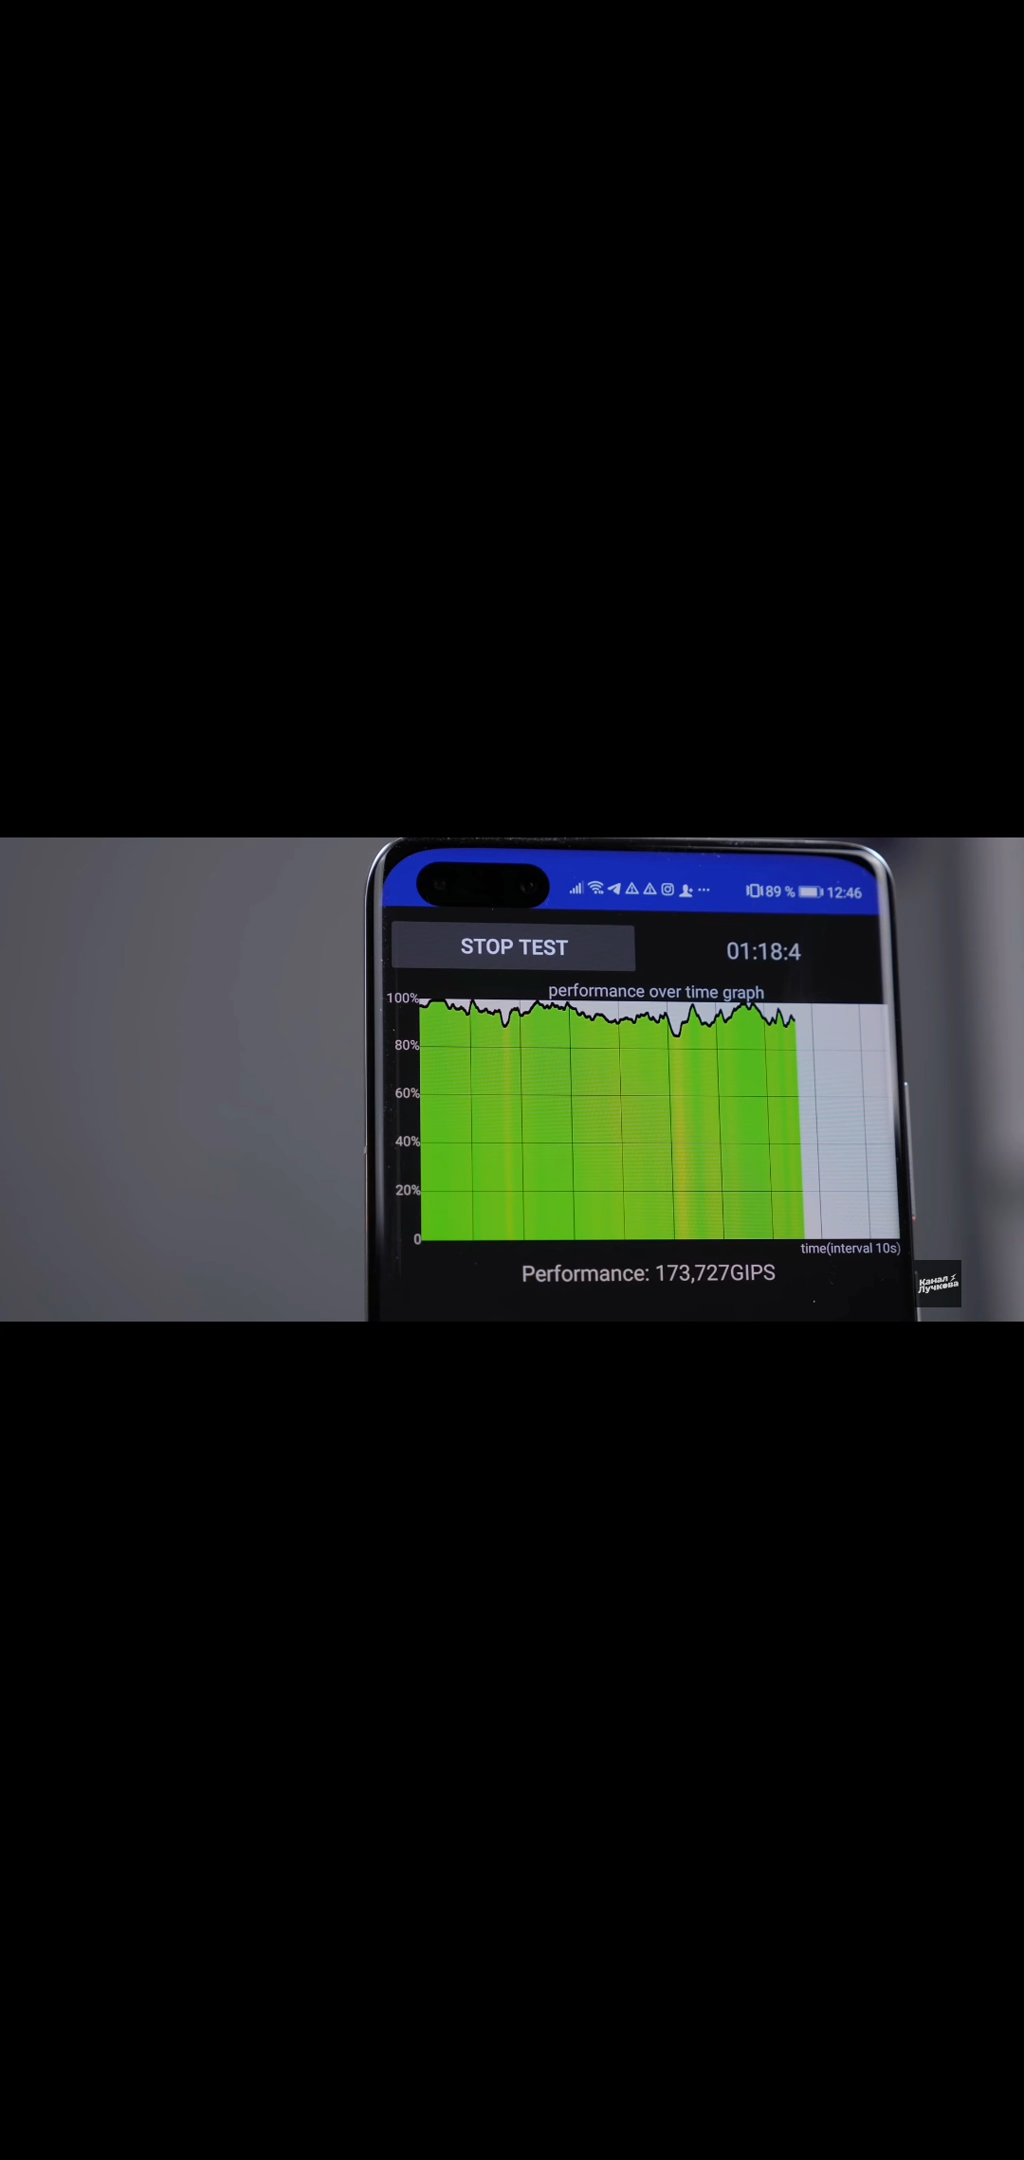 89 % 12:46
STOP TEST
01:18:4
performance over time graph
100%
80%
60%
40%
20%
0
time(interval 10s)
Performance: 173,727GIPS
Канал
Лучкова